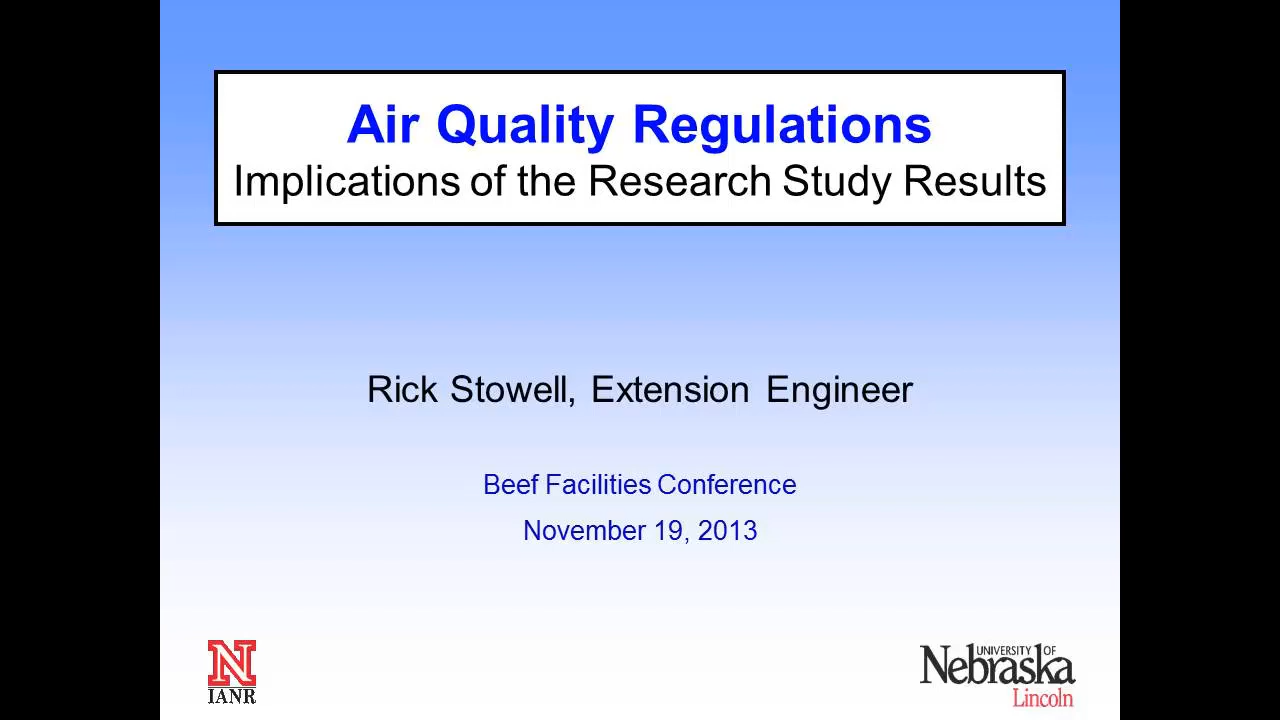 Air Quality Regulations
Implications of the Research Study Results
Rick Stowell, Extension Engineer
Beef Facilities Conference
November 19, 2013
N
IANR
UNIVERSITY OF
Nebraska
Lincoln